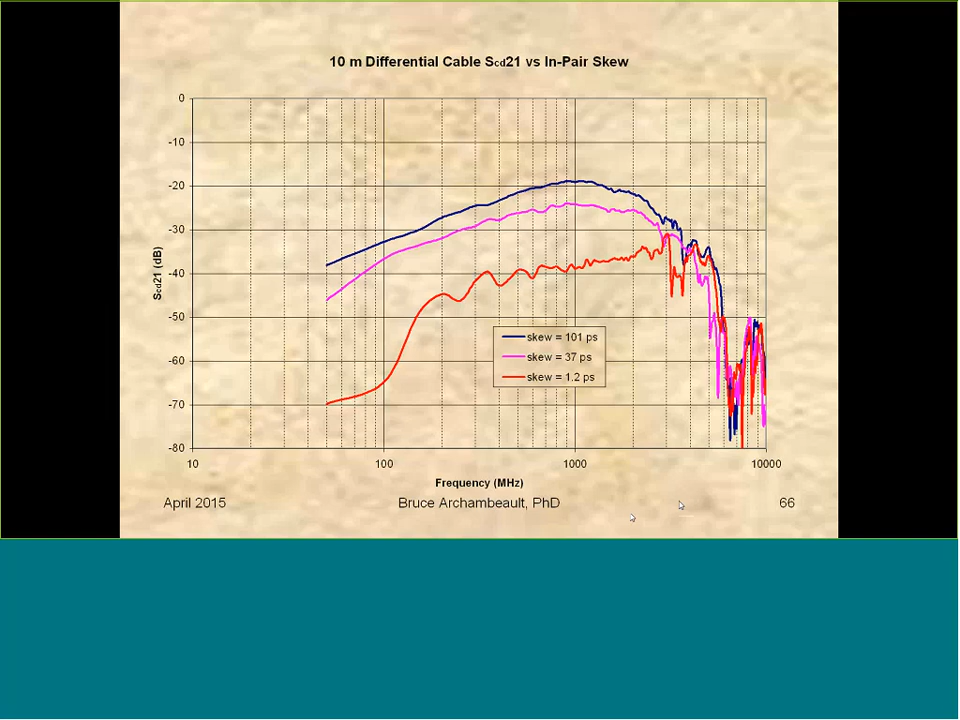 10 m Differential Cable Scd21 vs In-Pair Skew
0
-10
-20
-30
-40
-50
-60
-70
-80
Scd21 (dB)
skew = 101 ps
skew = 37 ps
skew = 1.2 ps
10 100 1000 10000
Frequency (MHz)
April 2015 Bruce Archambeault, PhD 66